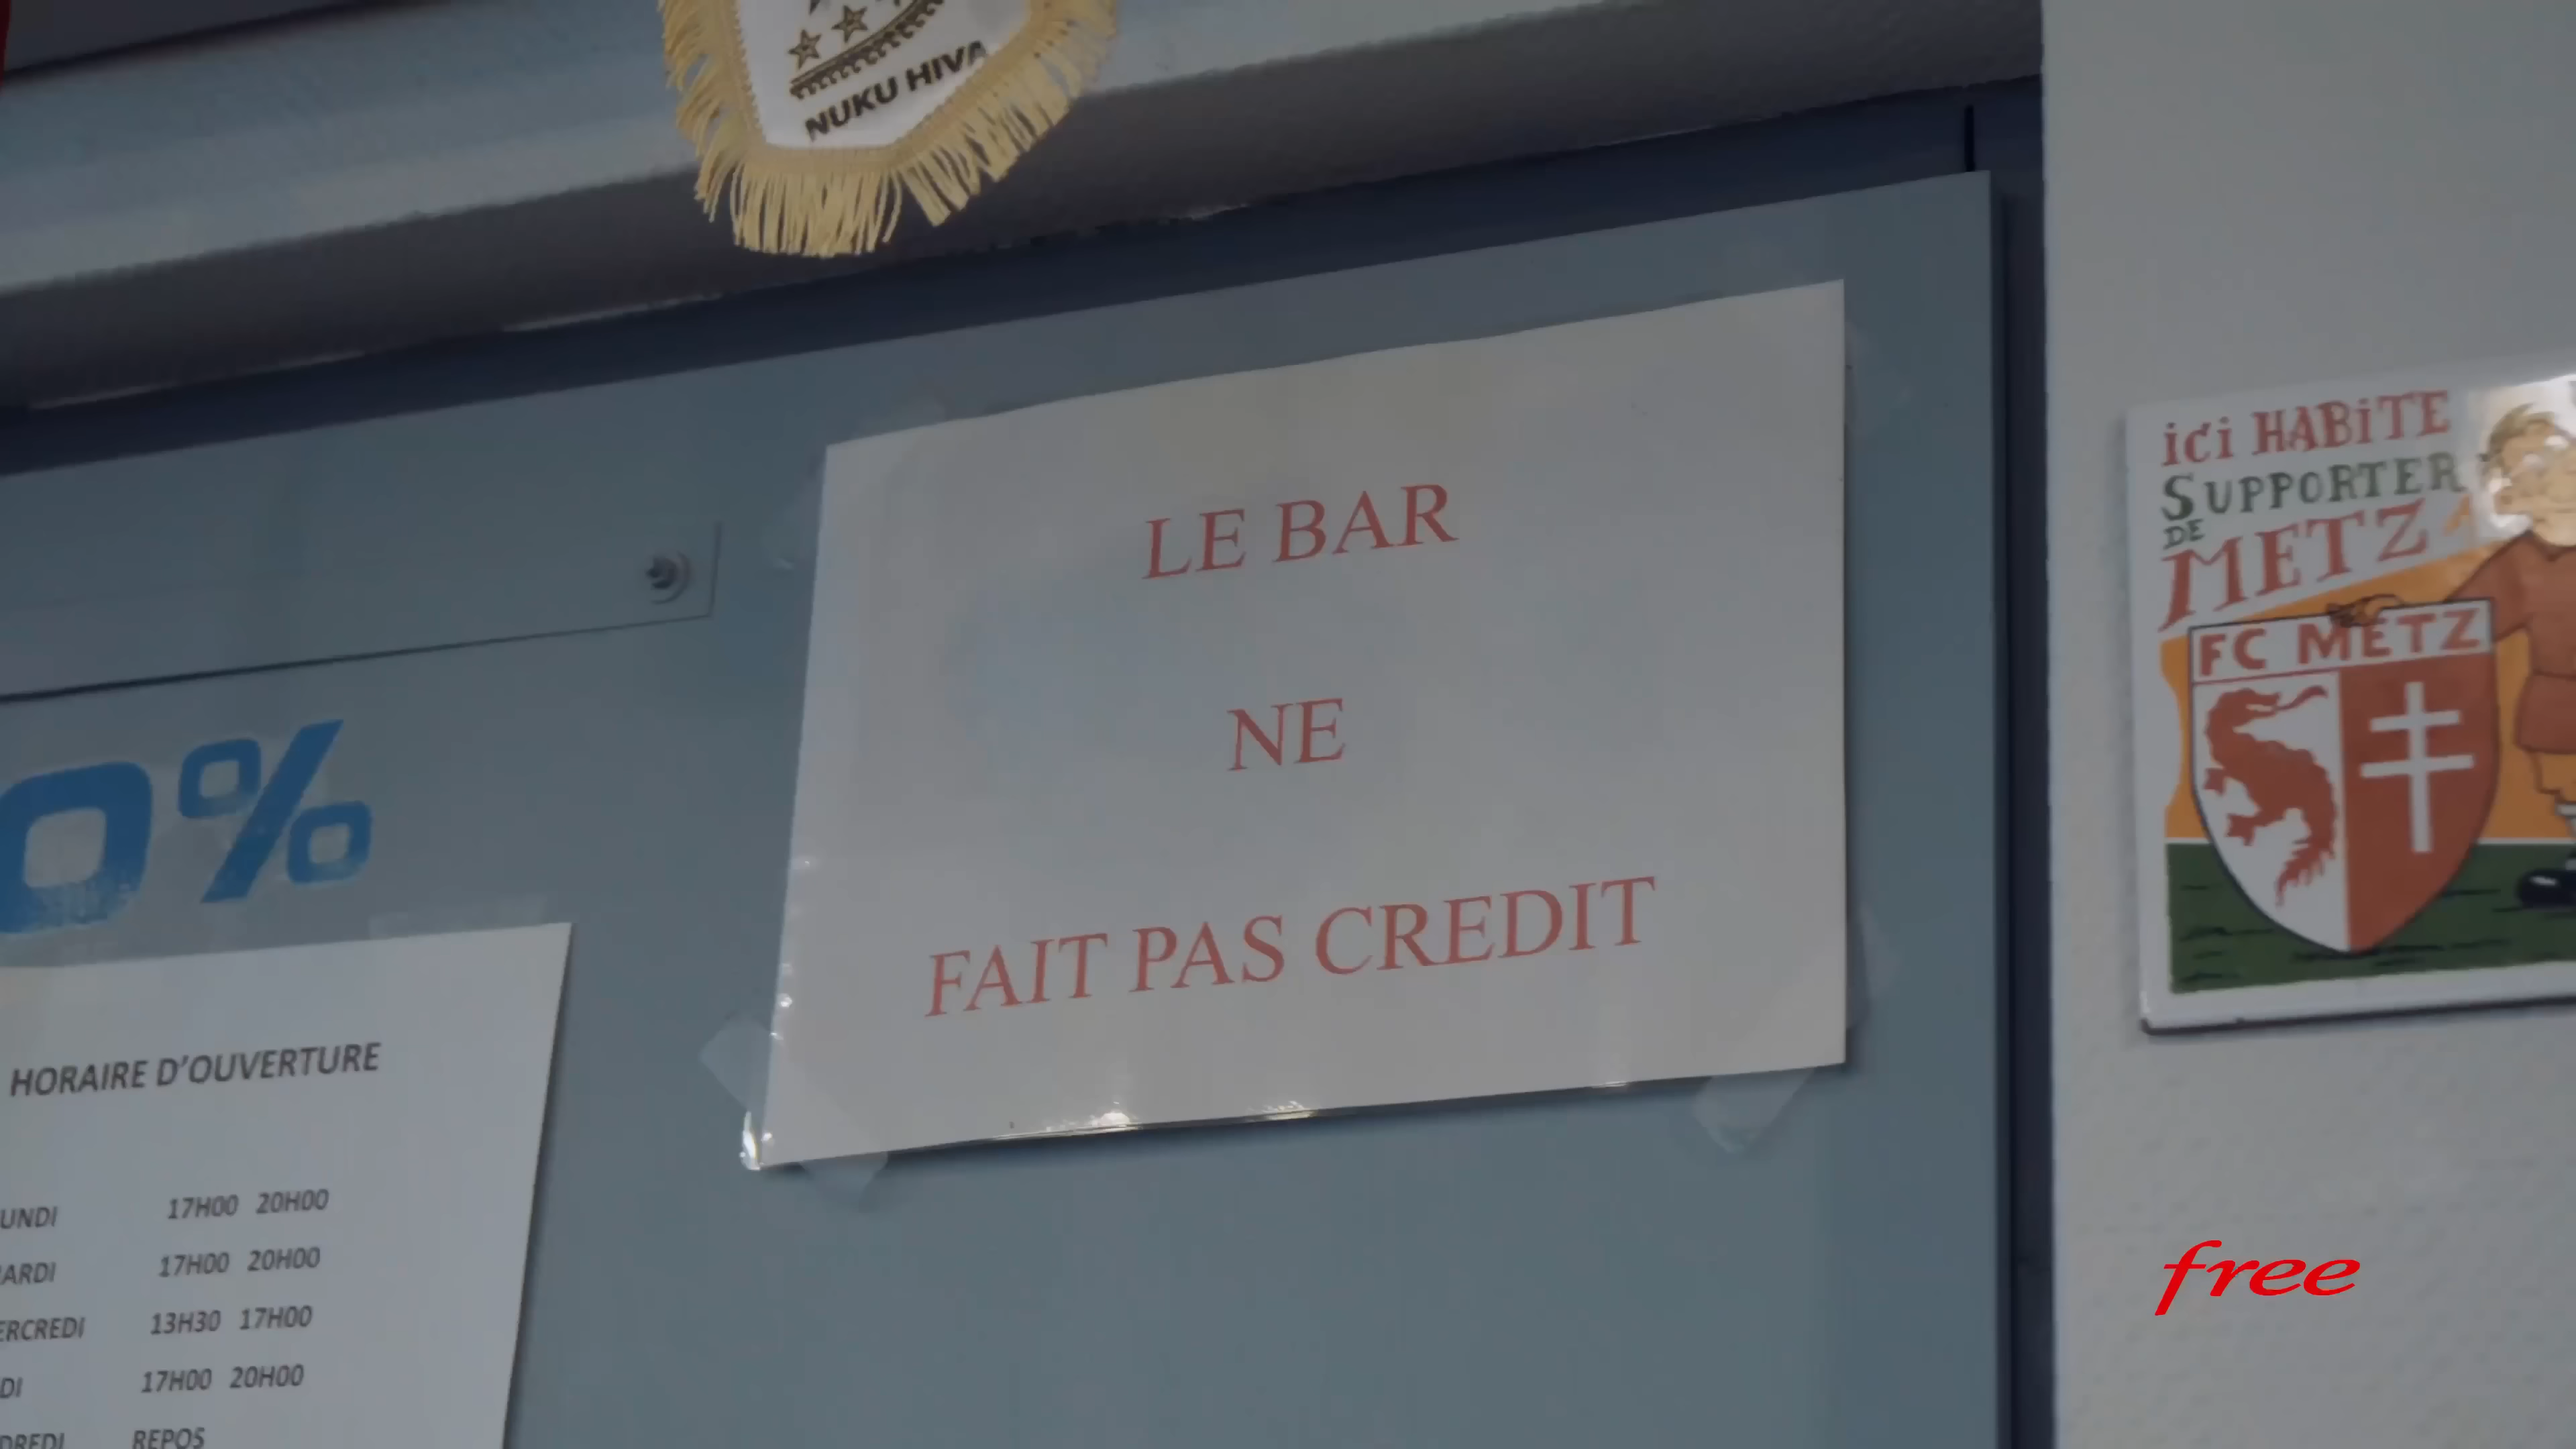 NUKU HIVA
LE BAR
NE
FAIT PAS CREDIT
0%
HORAIRE D'OUVERTURE
UNDI 17H00 20H00
ARDI 17H00 20H00
ERCREDI 13H30 17H00
DI 17H00 20H00
DREDI REPOS
iCi HABiTE
SUPPORTER
DE
METZ
FC METZ
free